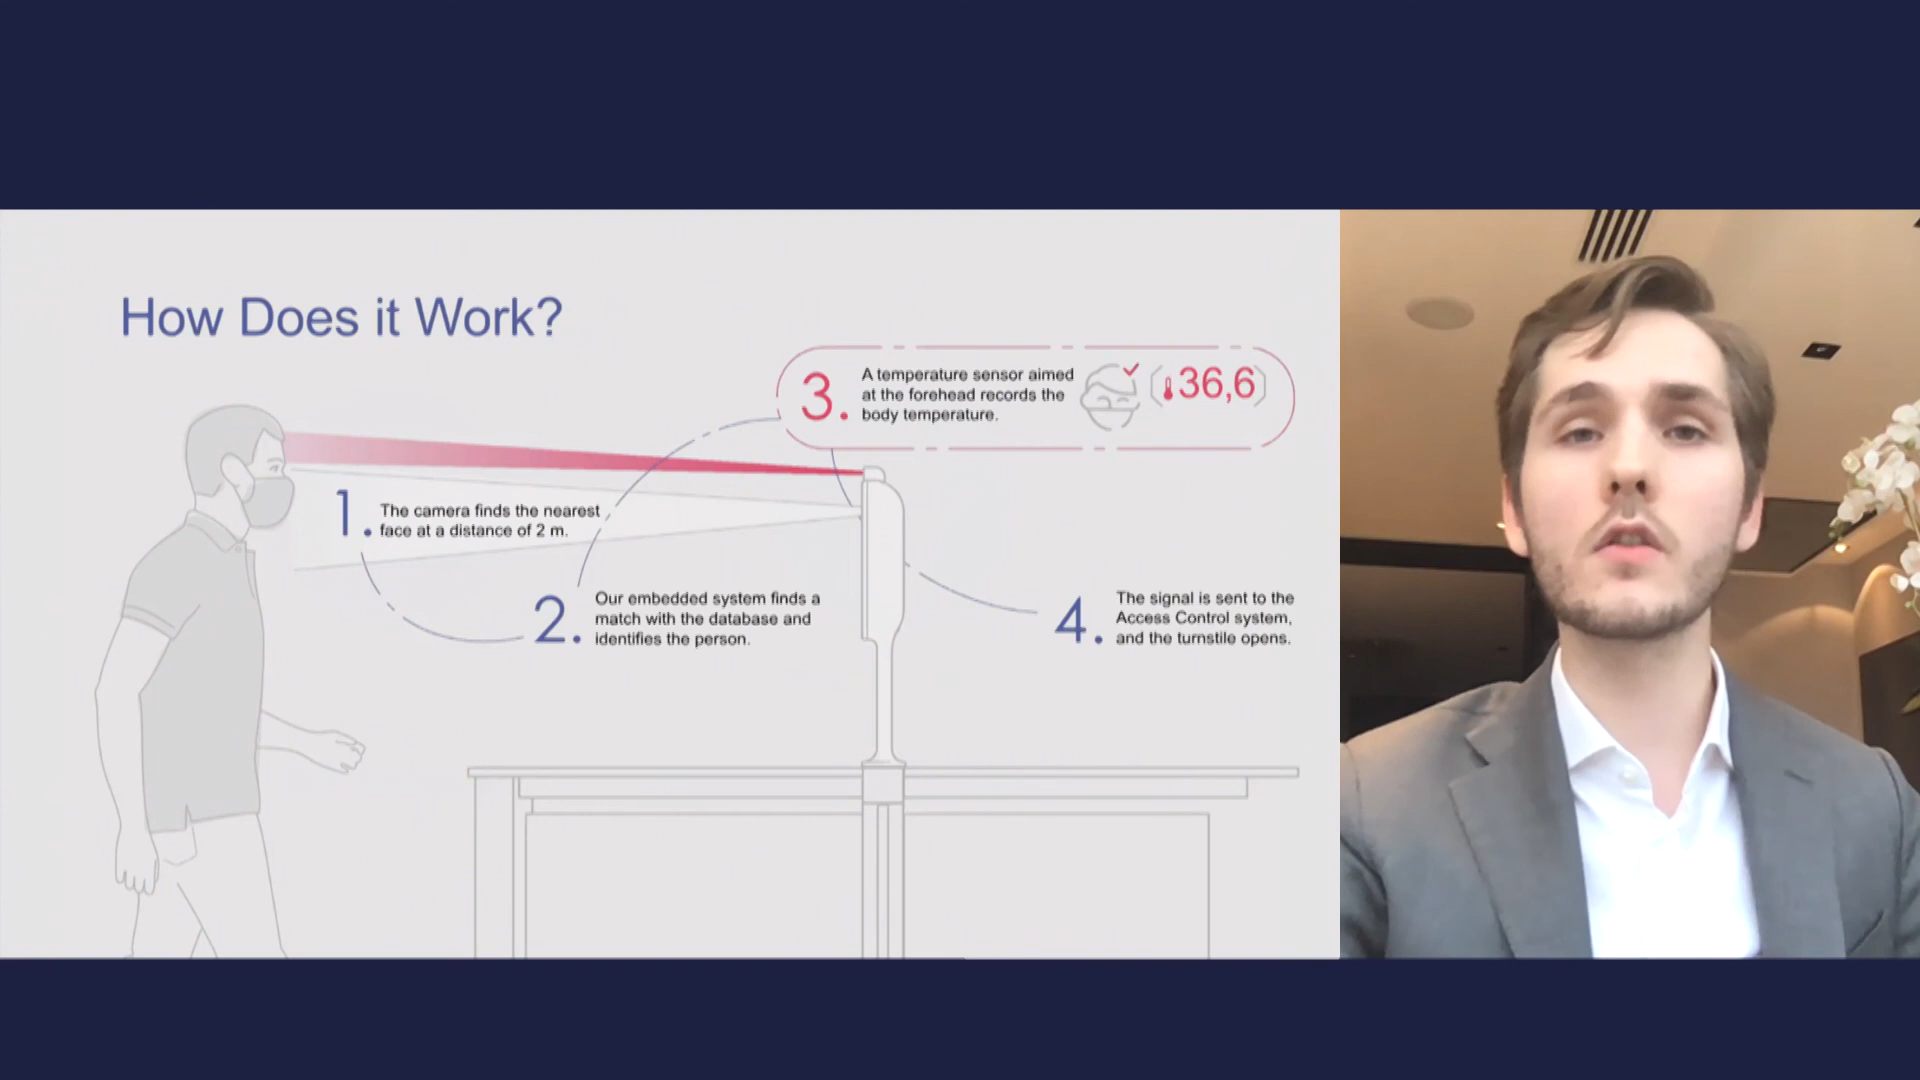 How Does it Work?
3.
A temperature sensor aimed
at the forehead records the
body temperature.
36,6
1.
The camera finds the nearest
face at a distance of 2 m.
2.
Our embedded system finds a
match with the database and
identifies the person.
4.
The signal is sent to the
Access Control system,
and the turnstile opens.